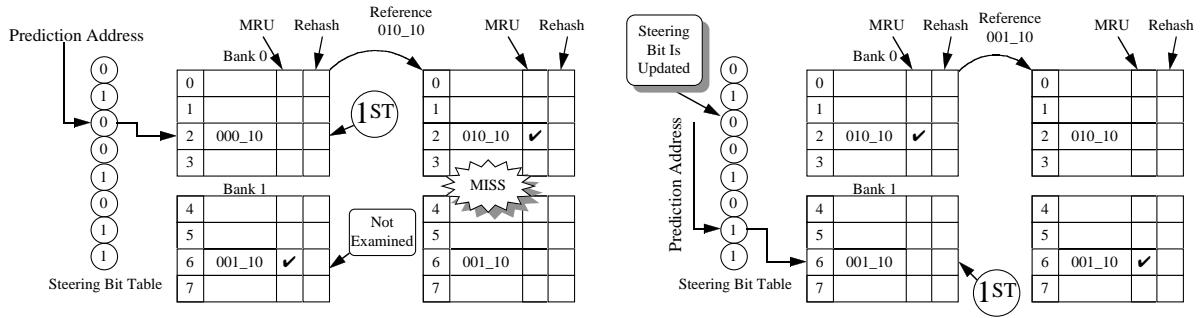 Prediction Address
0
1
0
0
1
0
1
1
Steering Bit Table
MRU Rehash
Bank 0
0
1
2 000_10
3
Bank 1
4
5
6 001_10 ✔
7
1ST
Not
Examined
Reference
010_10
MRU Rehash
0
1
2 010_10 ✔
3
MISS
4
5
6 001_10
7
Steering
Bit Is
Updated
Prediction Address
0
1
0
0
1
0
1
1
Steering Bit Table
MRU Rehash
Bank 0
0
1
2 010_10 ✔
3
Bank 1
4
5
6 001_10
7
1ST
Reference
001_10
MRU Rehash
0
1
2 010_10
3
4
5
6 001_10 ✔
7